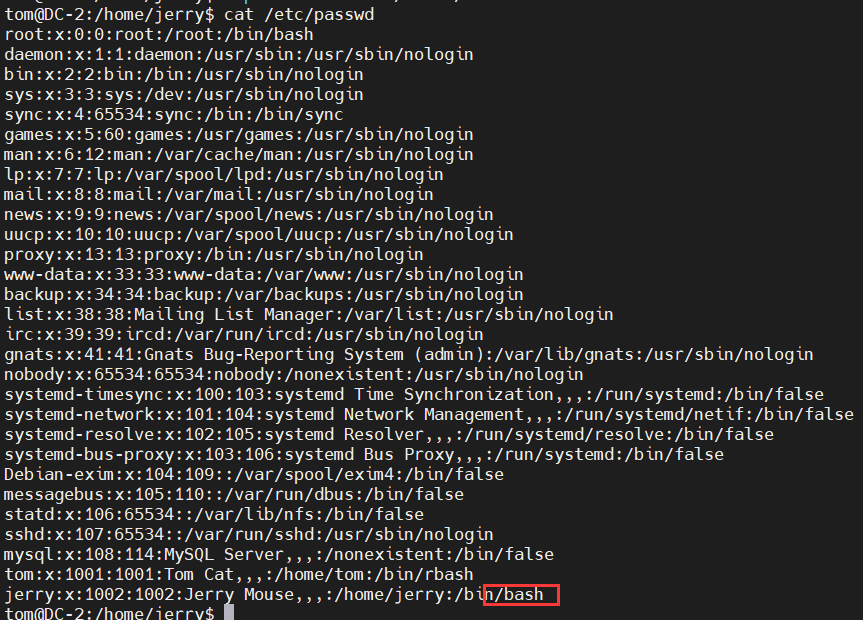 tom@DC-2:/home/jerry$ cat /etc/passwd
root:x:0:0:root:/root:/bin/bash
daemon:x:1:1:daemon:/usr/sbin:/usr/sbin/nologin
bin:x:2:2:bin:/bin:/usr/sbin/nologin
sys:x:3:3:sys:/dev:/usr/sbin/nologin
sync:x:4:65534:sync:/bin:/bin/sync
games:x:5:60:games:/usr/games:/usr/sbin/nologin
man:x:6:12:man:/var/cache/man:/usr/sbin/nologin
lp:x:7:7:lp:/var/spool/lpd:/usr/sbin/nologin
mail:x:8:8:mail:/var/mail:/usr/sbin/nologin
news:x:9:9:news:/var/spool/news:/usr/sbin/nologin
uucp:x:10:10:uucp:/var/spool/uucp:/usr/sbin/nologin
proxy:x:13:13:proxy:/bin:/usr/sbin/nologin
www-data:x:33:33:www-data:/var/www:/usr/sbin/nologin
backup:x:34:34:backup:/var/backups:/usr/sbin/nologin
list:x:38:38:Mailing List Manager:/var/list:/usr/sbin/nologin
irc:x:39:39:ircd:/var/run/ircd:/usr/sbin/nologin
gnats:x:41:41:Gnats Bug-Reporting System (admin):/var/lib/gnats:/usr/sbin/nologin
nobody:x:65534:65534:nobody:/nonexistent:/usr/sbin/nologin
systemd-timesync:x:100:103:systemd Time Synchronization,,,:/run/systemd:/bin/false
systemd-network:x:101:104:systemd Network Management,,,:/run/systemd/netif:/bin/false
systemd-resolve:x:102:105:systemd Resolver,,,:/run/systemd/resolve:/bin/false
systemd-bus-proxy:x:103:106:systemd Bus Proxy,,,:/run/systemd:/bin/false
Debian-exim:x:104:109::/var/spool/exim4:/bin/false
messagebus:x:105:110::/var/run/dbus:/bin/false
statd:x:106:65534::/var/lib/nfs:/bin/false
sshd:x:107:65534::/var/run/sshd:/usr/sbin/nologin
mysql:x:108:114:MySQL Server,,,:/nonexistent:/bin/false
tom:x:1001:1001:Tom Cat,,,:/home/tom:/bin/rbash
jerry:x:1002:1002:Jerry Mouse,,,:/home/jerry:/bin/bash
tom@DC-2:/home/jerry$